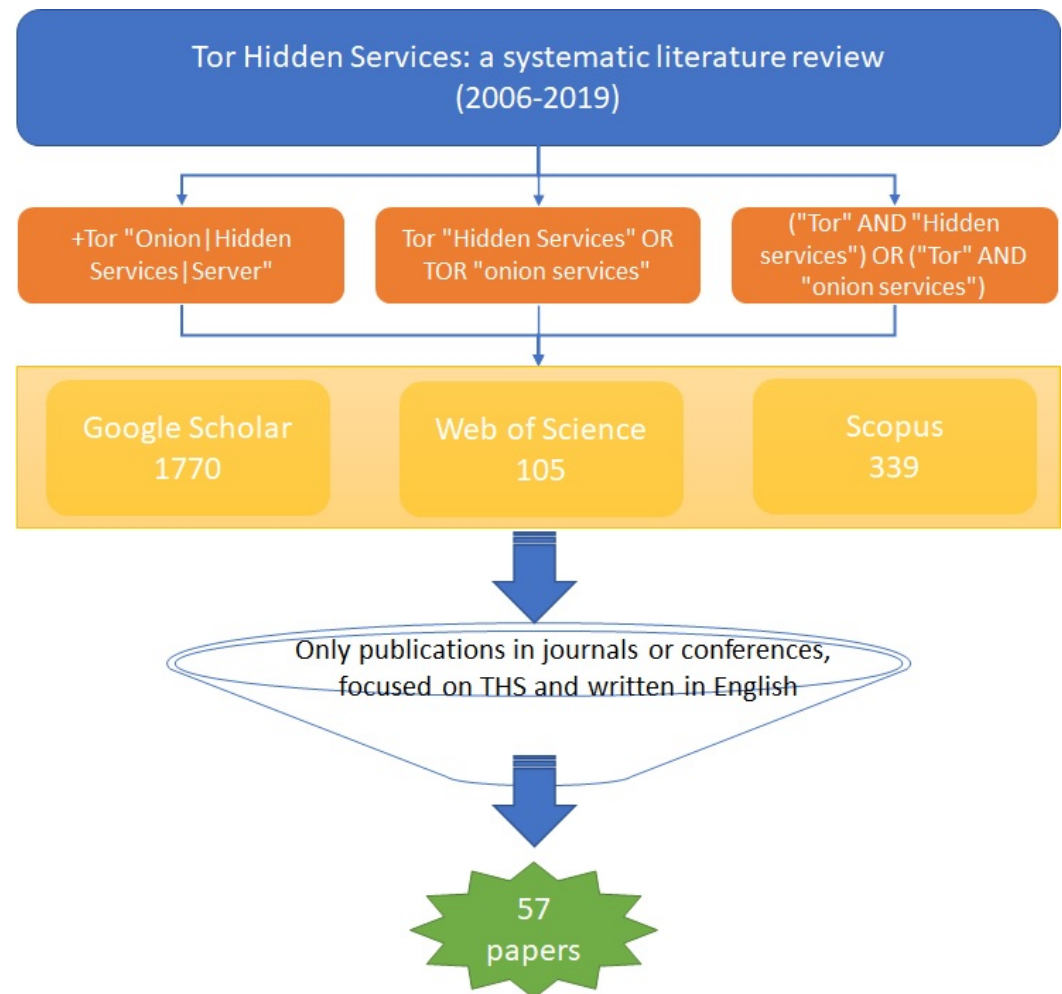 Tor Hidden Services: a systematic literature review
(2006-2019)
+Tor "Onion|Hidden
Services|Server"
Tor "Hidden Services" OR
TOR "onion services"
("Tor" AND "Hidden
services") OR ("Tor" AND
"onion services")
Google Scholar
1770
Web of Science
105
Scopus
339
Only publications in journals or conferences,
focused on THS and written in English
57
papers